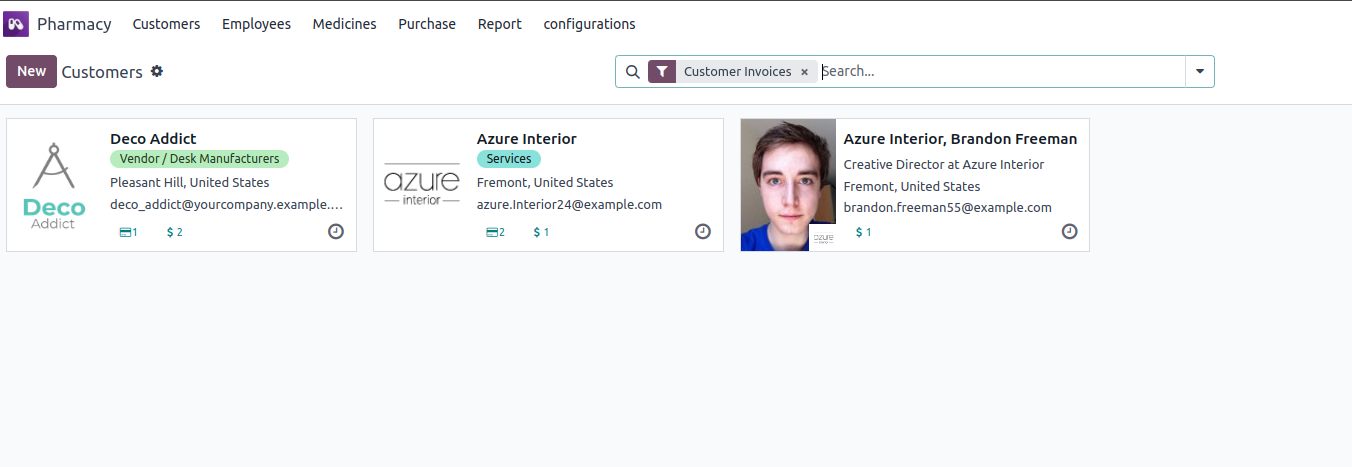 Pharmacy Customers Employees Medicines Purchase Report configurations
New Customers Customer Invoices × Search...
Deco Addict
Vendor / Desk Manufacturers
Pleasant Hill, United States
deco_addict@yourcompany.example....
1 $ 2
Deco
Addict
Azure Interior
Services
Fremont, United States
azure.Interior24@example.com
2 $ 1
azure
interior
Azure Interior, Brandon Freeman
Creative Director at Azure Interior
Fremont, United States
brandon.freeman55@example.com
$ 1
azure